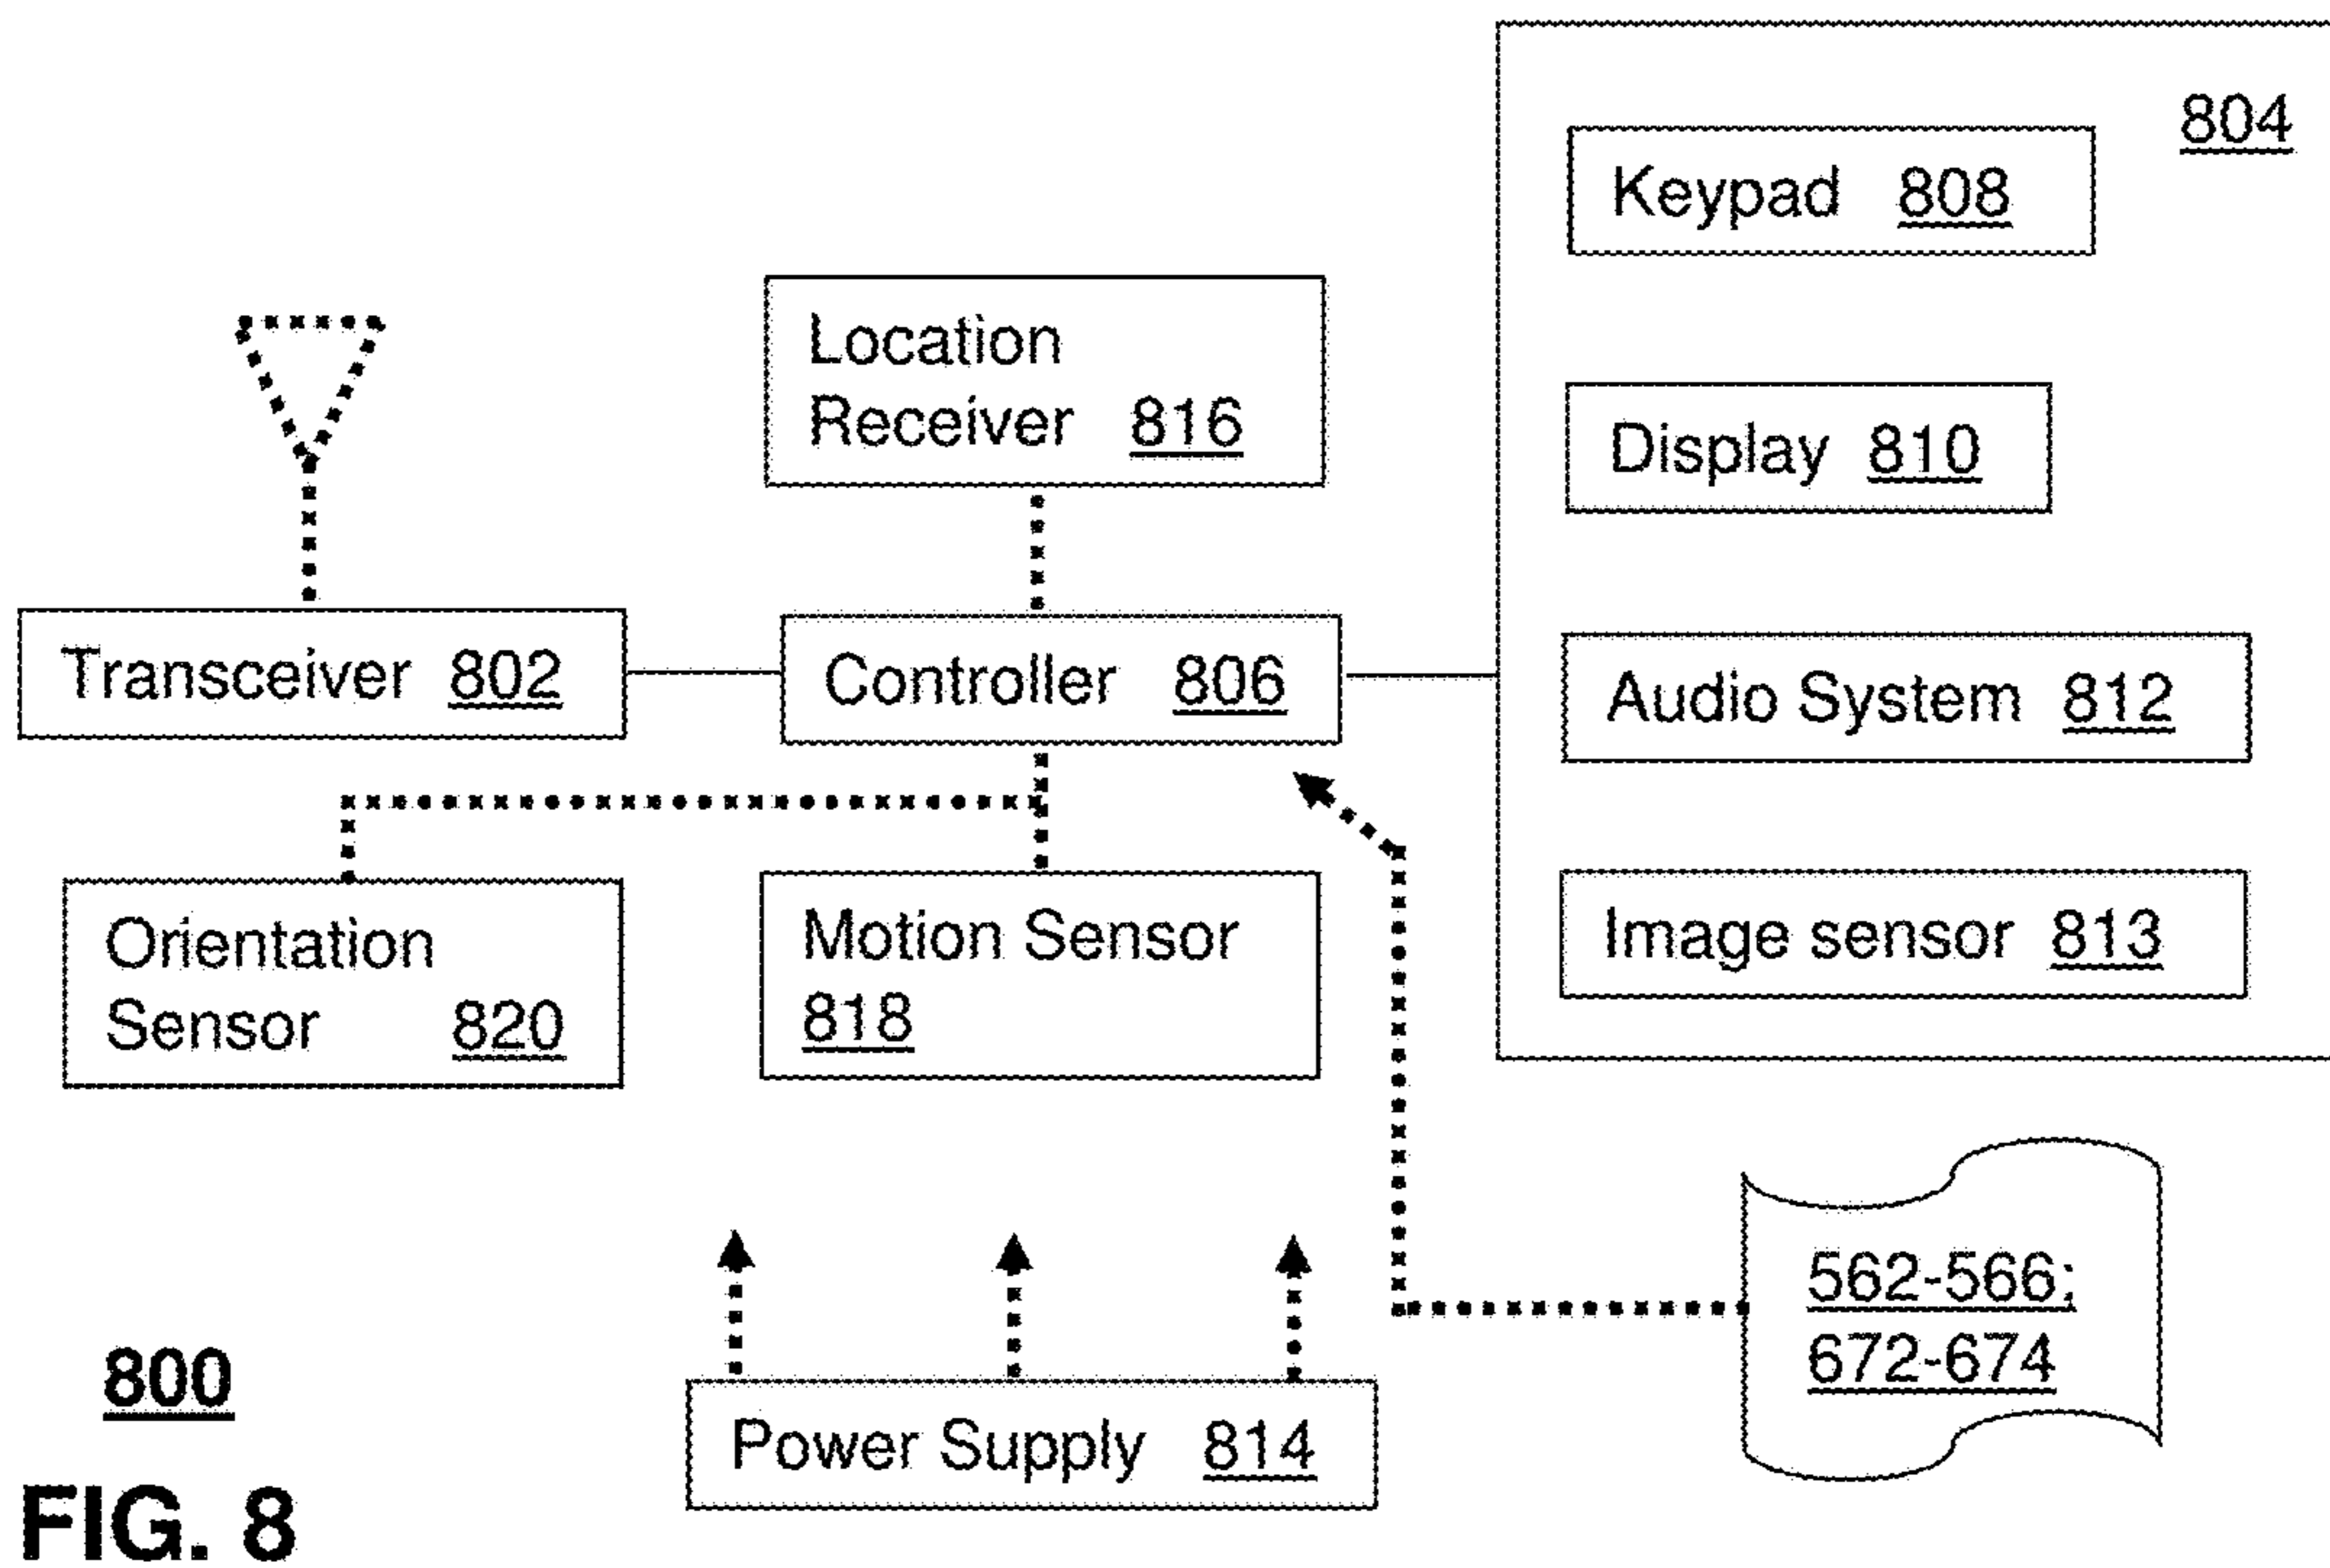 804
Keypad 808
Location
Receiver 816
Display 810
Transceiver 802
Controller 806
Audio System 812
Orientation
Sensor 820
Motion Sensor
818
Image sensor 813
562-566;
672-674
800
Power Supply 814
FIG. 8